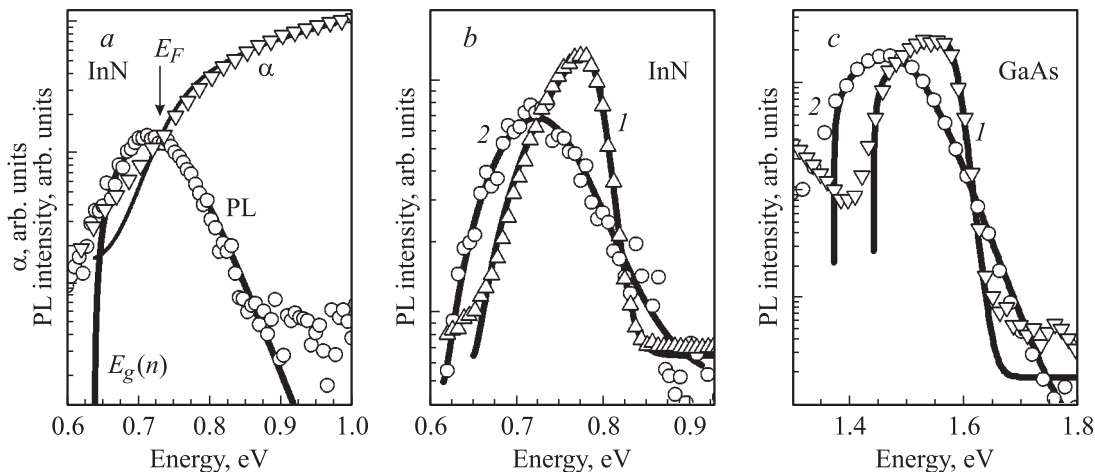 α, arb. units
PL intensity, arb. units
a
InN
E_F
α
PL
E_g(n)
0.6 0.7 0.8 0.9 1.0
Energy, eV
PL intensity, arb. units
b
InN
2
1
0.6 0.7 0.8 0.9
Energy, eV
PL intensity, arb. units
c
GaAs
2
1
1.4 1.6 1.8
Energy, eV